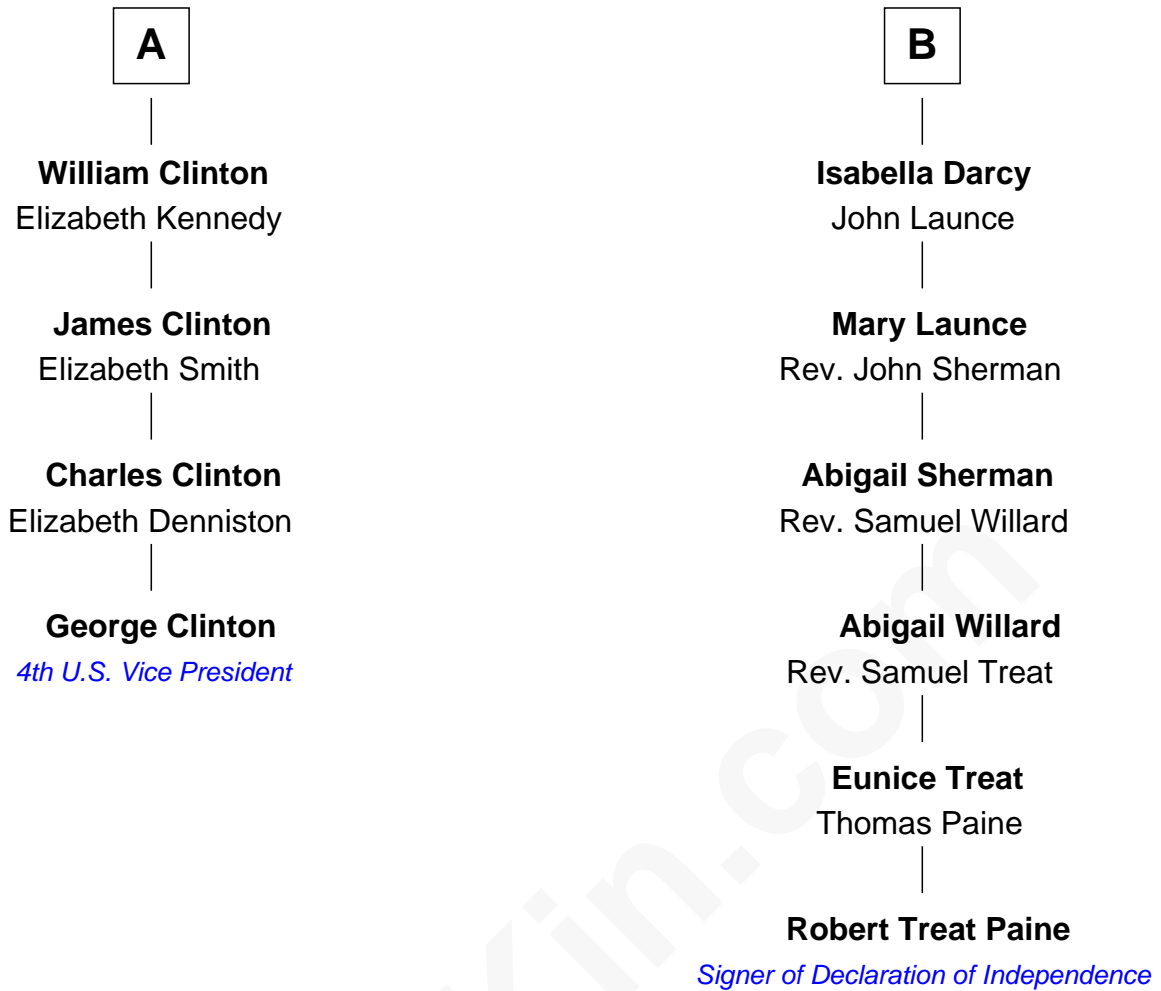 A
William Clinton
Elizabeth Kennedy
James Clinton
Elizabeth Smith
Charles Clinton
Elizabeth Denniston
George Clinton
4th U.S. Vice President
B
Isabella Darcy
John Launce
Mary Launce
Rev. John Sherman
Abigail Sherman
Rev. Samuel Willard
Abigail Willard
Rev. Samuel Treat
Eunice Treat
Thomas Paine
Robert Treat Paine
Signer of Declaration of Independence
Kin.com